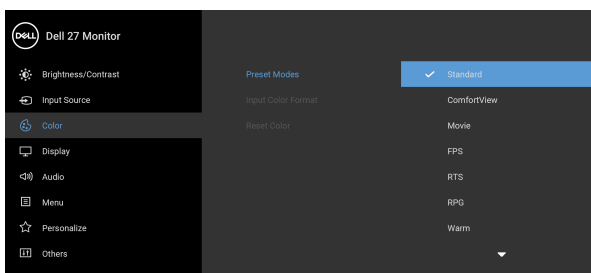 DELL Dell 27 Monitor
Brightness/Contrast
Input Source
Color
Display
Audio
Menu
Personalize
Others
Preset Modes
Input Color Format
Reset Color
Standard
ComfortView
Movie
FPS
RTS
RPG
Warm